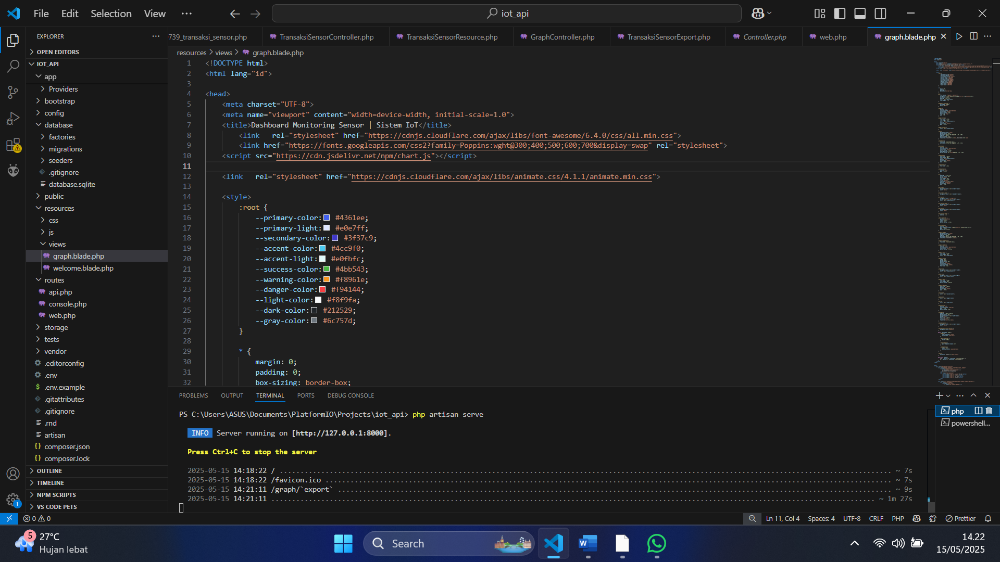 File Edit Selection View ···
iot_api
EXPLORER
OPEN EDITORS
IOT_API
app
Providers
bootstrap
config
database
factories
migrations
seeders
.gitignore
database.sqlite
public
resources
css
js
views
graph.blade.php
welcome.blade.php
routes
api.php
console.php
web.php
storage
tests
vendor
.editorconfig
.env
.env.example
.gitattributes
.gitignore
.rnd
artisan
composer.json
composer.lock
OUTLINE
TIMELINE
NPM SCRIPTS
VS CODE PETS
739_transaksi_sensor.php TransaksiSensorController.php TransaksiSensorResource.php GraphController.php TransaksiSensorExport.php Controller.php web.php graph.blade.php
resources > views > graph.blade.php
1 <!DOCTYPE html>
2 <html lang="id">
3
4 <head>
5 <meta charset="UTF-8">
6 <meta name="viewport" content="width=device-width, initial-scale=1.0">
7 <title>Dashboard Monitoring Sensor | Sistem IoT</title>
8 <link rel="stylesheet" href="https://cdnjs.cloudflare.com/ajax/libs/font-awesome/6.4.0/css/all.min.css">
9 <link href="https://fonts.googleapis.com/css2?family=Poppins:wght@300;400;500;600;700&display=swap" rel="stylesheet">
10 <script src="https://cdn.jsdelivr.net/npm/chart.js"></script>
11
12 <link rel="stylesheet" href="https://cdnjs.cloudflare.com/ajax/libs/animate.css/4.1.1/animate.min.css">
13
14 <style>
15 :root {
16 --primary-color: #4361ee;
17 --primary-light: #e0e7ff;
18 --secondary-color: #3f37c9;
19 --accent-color: #4cc9f0;
20 --accent-light: #e0fbfc;
21 --success-color: #4bb543;
22 --warning-color: #f8961e;
23 --danger-color: #f94144;
24 --light-color: #f8f9fa;
25 --dark-color: #212529;
26 --gray-color: #6c757d;
27 }
28
29 * {
30 margin: 0;
31 padding: 0;
32 box-sizing: border-box;
PROBLEMS OUTPUT TERMINAL PORTS DEBUG CONSOLE
PS C:\Users\ASUS\Documents\PlatformIO\Projects\iot_api> php artisan serve
INFO Server running on [http://127.0.0.1:8000].
Press Ctrl+C to stop the server
2025-05-15 14:18:22 / ........ ~ 7s
2025-05-15 14:18:22 /favicon.ico ........ ~ 7s
2025-05-15 14:21:11 /graph/`export` ........ ~ 9s
2025-05-15 14:21:11 ........ ~ 1m 27s
php
powershell...
0 0
Ln 11, Col 4 Spaces: 4 UTF-8 CRLF PHP Prettier
1
5
27°C
Hujan lebat
Search
14.22
15/05/2025